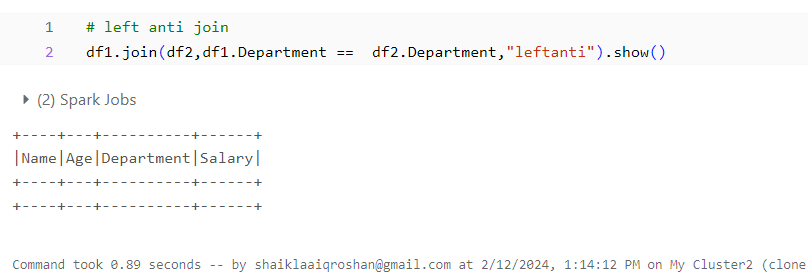 1 # left anti join
2 df1.join(df2,df1.Department ==  df2.Department,"leftanti").show()
(2) Spark Jobs
+----+---+----------+------+
|Name|Age|Department|Salary|
+----+---+----------+------+
+----+---+----------+------+
Command took 0.89 seconds -- by shaiklaaiqroshan@gmail.com at 2/12/2024, 1:14:12 PM on My Cluster2 (clone